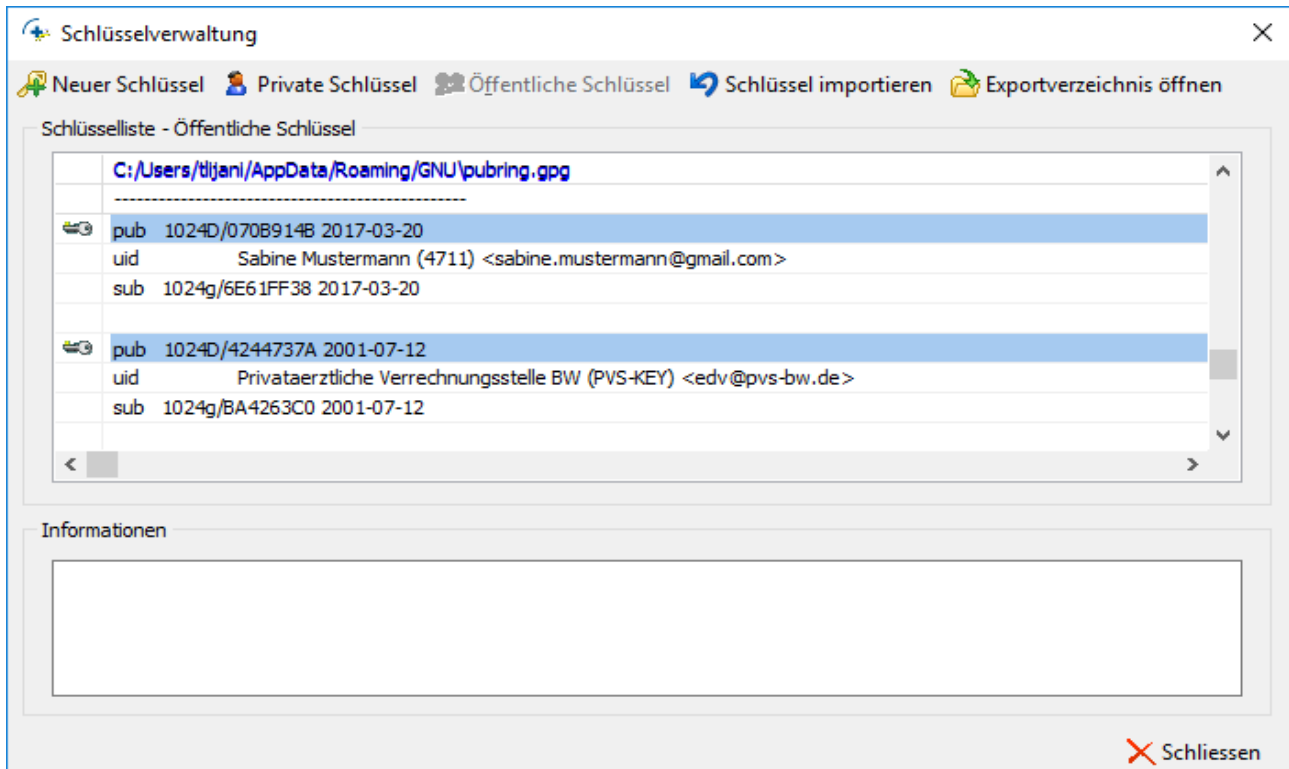 Schlüsselverwaltung
Neuer Schlüssel Private Schlüssel Öffentliche Schlüssel Schlüssel importieren Exportverzeichnis öffnen
Schlüsselliste - Öffentliche Schlüssel
C:/Users/tlijani/AppData/Roaming/GNU\pubring.gpg
------------------------------------------------
pub 1024D/070B914B 2017-03-20
uid Sabine Mustermann (4711) <sabine.mustermann@gmail.com>
sub 1024g/6E61FF38 2017-03-20
pub 1024D/4244737A 2001-07-12
uid Privataerztliche Verrechnungsstelle BW (PVS-KEY) <edv@pvs-bw.de>
sub 1024g/BA4263C0 2001-07-12
Informationen
Schliessen